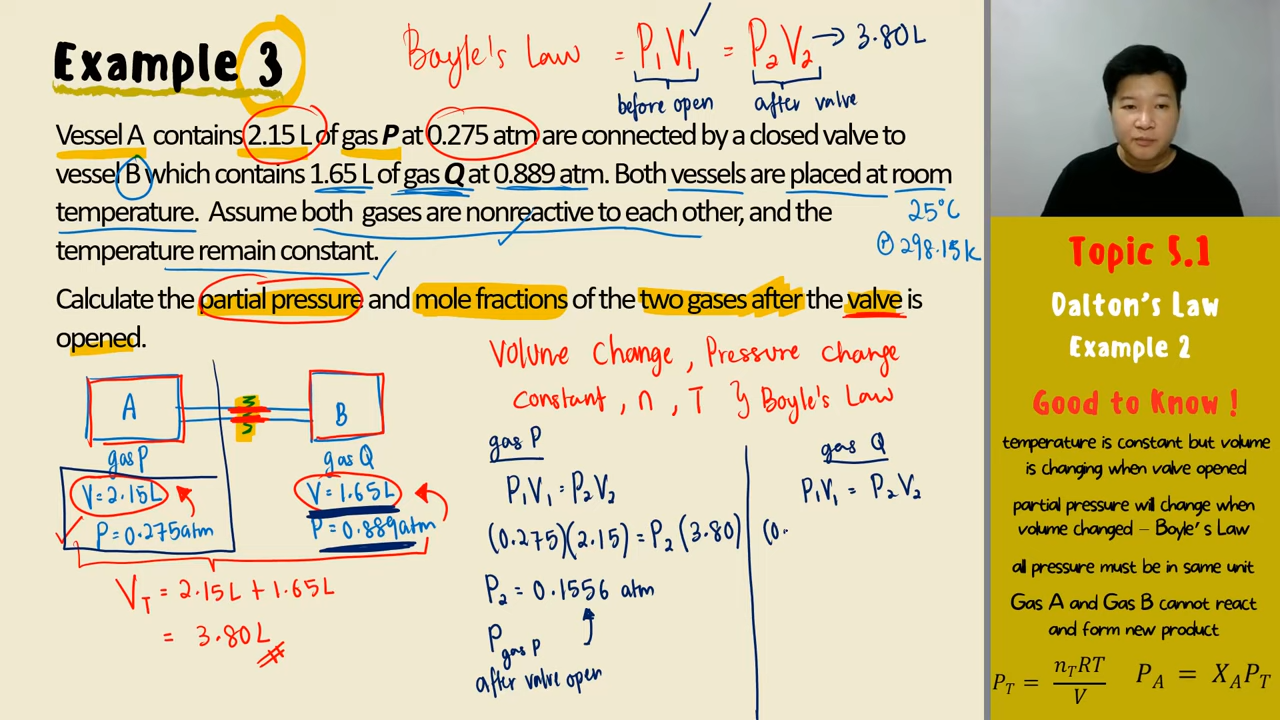 Example 3
Boyle's Law = P₁V₁ ✓ = P₂V₂ → 3.80L
before open after valve
Vessel A contains 2.15 L of gas P at 0.275 atm are connected by a closed valve to
vessel B which contains 1.65 L of gas Q at 0.889 atm. Both vessels are placed at room
temperature. Assume both gases are nonreactive to each other, and the
temperature remain constant.
25°C
298.15K
Calculate the partial pressure and mole fractions of the two gases after the valve is
opened.
Volume Change, Pressure change
constant, n, T } Boyle's Law
A
B
gas P
gas Q
V = 2.15L
V = 1.65L
P = 0.275atm
P = 0.889atm
V_T = 2.15L + 1.65L
= 3.80L
gas P
P₁V₁ = P₂V₂
(0.275)(2.15) = P₂(3.80)
P₂ = 0.1556 atm
P gas P
after valve open
gas Q
P₁V₁ = P₂V₂
(0.
Topic 5.1
Dalton's Law
Example 2
Good to Know !
temperature is constant but volume
is changing when valve opened
partial pressure will change when
volume changed – Boyle's Law
all pressure must be in same unit
Gas A and Gas B cannot react
and form new product
P_T = n_TRT/V P_A = X_AP_T